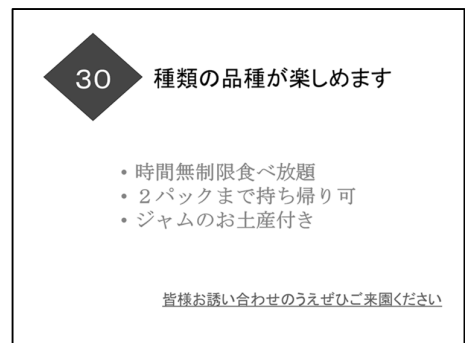 30 種類の品種が楽しめます
• 時間無制限食べ放題
• ２パックまで持ち帰り可
• ジャムのお土産付き
皆様お誘い合わせのうえぜひご来園ください